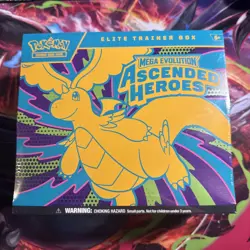 POKÉMON
ELITE TRAINER BOX
MEGA EVOLUTION
ASCENDED
HEROES
WARNING: CHOKING HAZARD-Small parts. Not for children under 3 years.